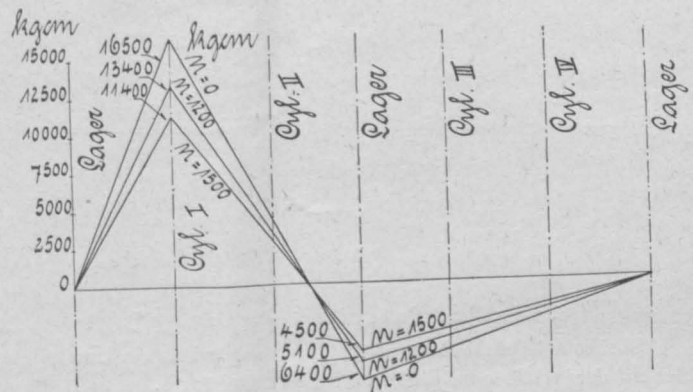 kgcm
15000
12500
10000
7500
5000
2500
0
Lager
16500
13400
11400
kgcm
n=0
n=1200
n=1500
Cyl. I
Cyl. II
Lager
Cyl. III
Cyl. IV
Lager
4500
5100
6400
n=1500
n=1200
n=0